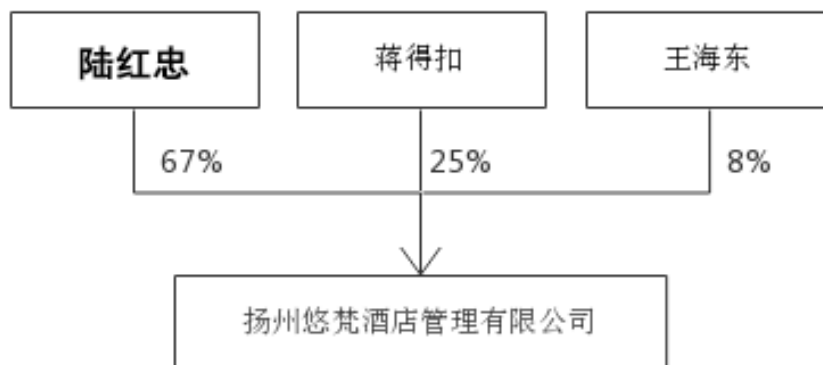 陆红忠
蒋得扣
王海东
67%
25%
8%
扬州悠梵酒店管理有限公司